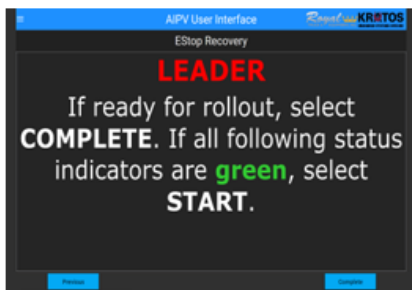 AIPV User Interface
Royal KRATOS
EStop Recovery
LEADER
If ready for rollout, select
COMPLETE. If all following status
indicators are green, select
START.
Previous
Complete